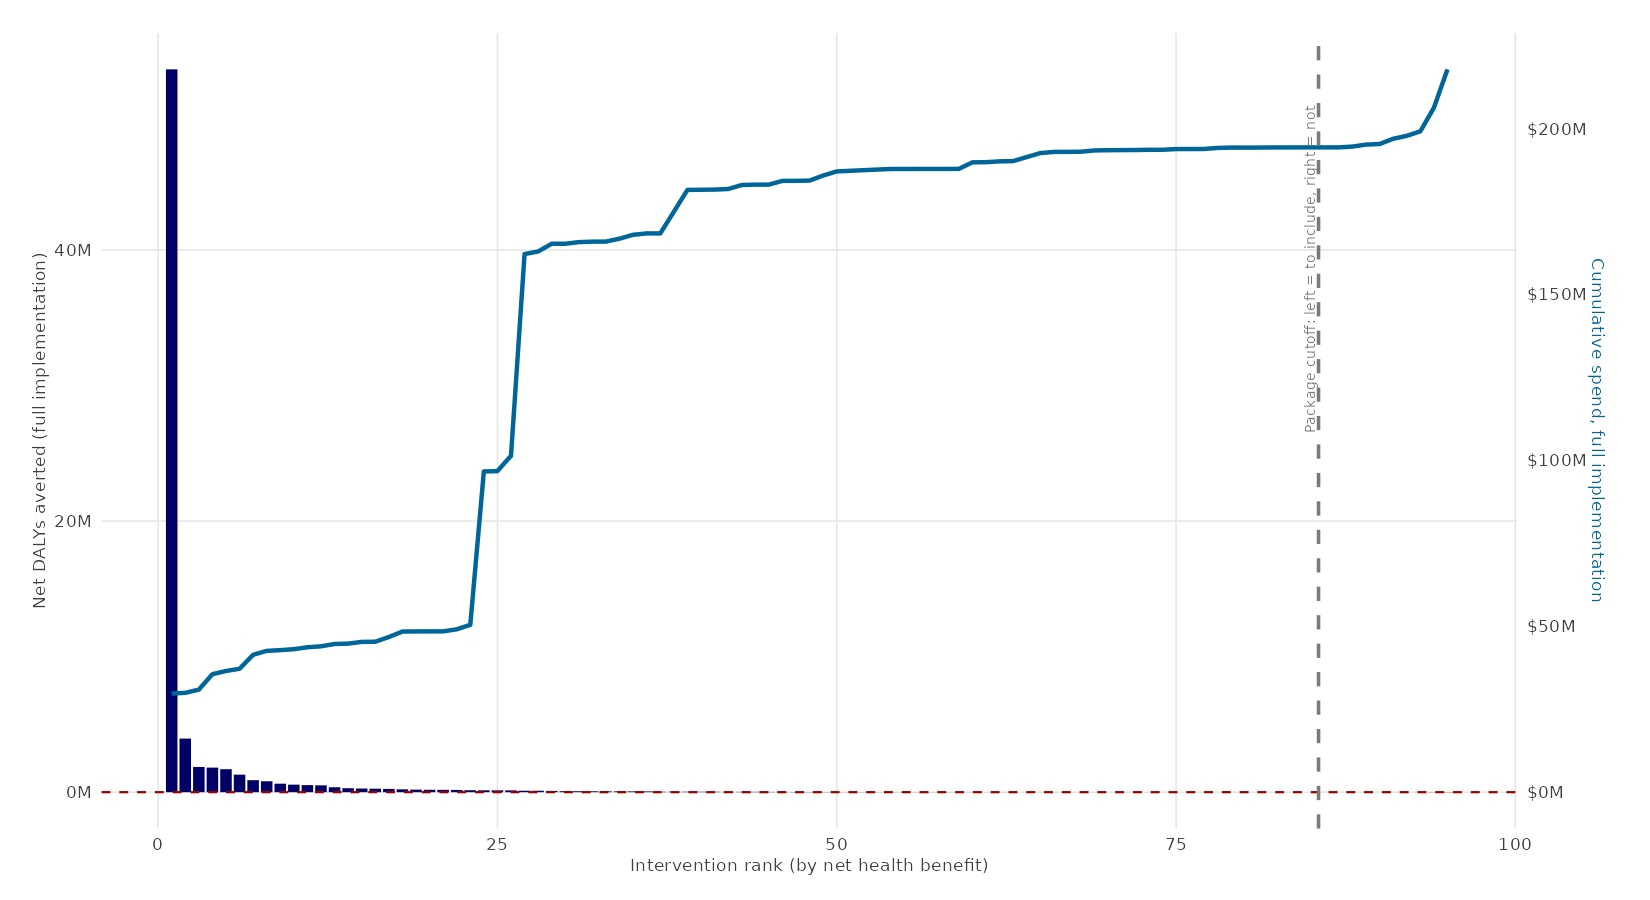 Net DALYs averted (full implementation)
40M
20M
0M
Package cutoff: left = to include, right = not
$200M
$150M
$100M
$50M
$0M
Cumulative spend, full implementation
0
25
50
75
100
Intervention rank (by net health benefit)